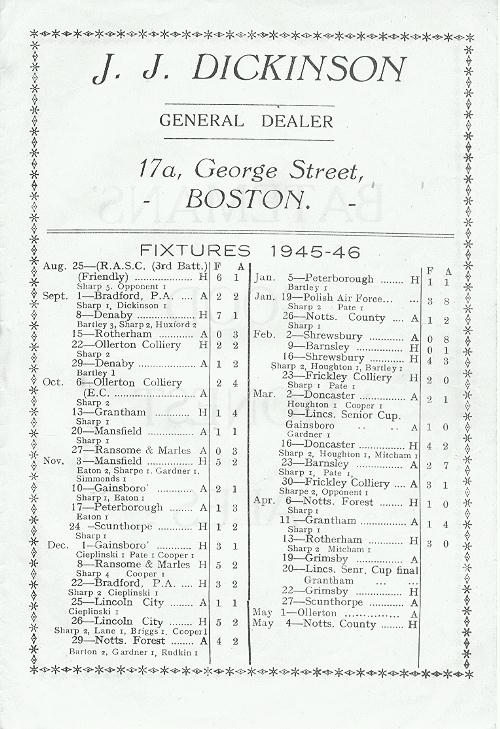 J. J. DICKINSON
GENERAL DEALER
17a, George Street,
- BOSTON. -
FIXTURES 1945-46
F A
Aug. 25—(R.A.S.C, (3rd Batt.)
(Friendly) ............... H 6 1
Sharp 5. Opponent 1
Sept. 1—Bradford, P.A. .... A 2 2
Sharp 1, Dickinson 1
8—Denaby ............... H 7 1
Bartley 3, Sharp 2, Huxford 2
15—Rotherham ........... A 0 3
22—Ollerton Colliery H 2 2
Sharp 2
29—Denaby ............... A 1 2
Bartley 1
Oct. 6—Ollerton Colliery 2 4
(E.C. ..................... A
Sharp 2
13—Grantham ........... H 1 4
Sharp 1
20—Mansfield ........... A 1 1
Sharp 1
27—Ransome & Marles A 0 3
Nov. 3—Mansfield ........... H 5 2
Eaton 2, Sharpe 1. Gardner 1.
Simmonds 1
10—Gainsboro' .......... A 2 1
Sharp 1, Eaton 1
17—Peterborough ....... A 1 3
Eaton 1
24 —Scunthorpe ...... H 1 2
Sharp 1
Dec. 1—Gainsboro' ........... H 3 1
Cieplinski 1 Pate 1 Cooper 1
8—Ransome & Marles H 5 2
Sharp 4 Cooper 1
22—Bradford, P.A. .... H 3 2
Sharp 2 Cieplinski 1
25—Lincoln City ....... A 1 1
Cieplinski 1
26—Lincoln City ....... H 5 2
Sharp 2, Lane 1, Briggs 1, Cooper 1
29—Notts. Forest ....... A 4 2
Barton 2, Gardner 1, Rudkin 1
F A
Jan. 5—Peterborough ....... H 1 1
Bartley 1
Jan. 19—Polish Air Force... ... 3 8
Sharp 2 Pate 1
26—Notts. County .... A 1 2
Sharp 1
Feb. 2—Shrewsbury ......... A 0 8
9—Barnsley ............. H 0 1
16—Shrewsbury ......... H 4 3
Sharp 2, Houghton 1, Bartley 1
23—Frickley Colliery H 2 0
Sharp 1 Pate 1
Mar. 2—Doncaster ........... A 2 1
Houghton 1 Cooper 1
9—Lincs. Senior Cup.
Gainsboro .. .. A 1 0
Gardner 1
16—Doncaster ........... H 4 2
Sharp 2, Houghton 1, Mitcham 1
23—Barnsley ............. A 2 7
Sharp 1, Pate 1,
30—Frickley Colliery .... A 3 1
Sharpe 2, Opponent 1
Apr. 6—Notts. Forest ....... H 1 0
Sharp 1
11—Grantham ............ A 1 4
Sharp 1
13—Rotherham ........... H 3 0
Sharp 2 Mitcham 1
19—Grimsby .............. A
20—Lincs. Senr. Cup final
Grantham ... ...
22—Grimsby .............. H
27—Scunthorpe ........... A
May 1—Ollerton ............... A
May 4—Notts. County ....... H